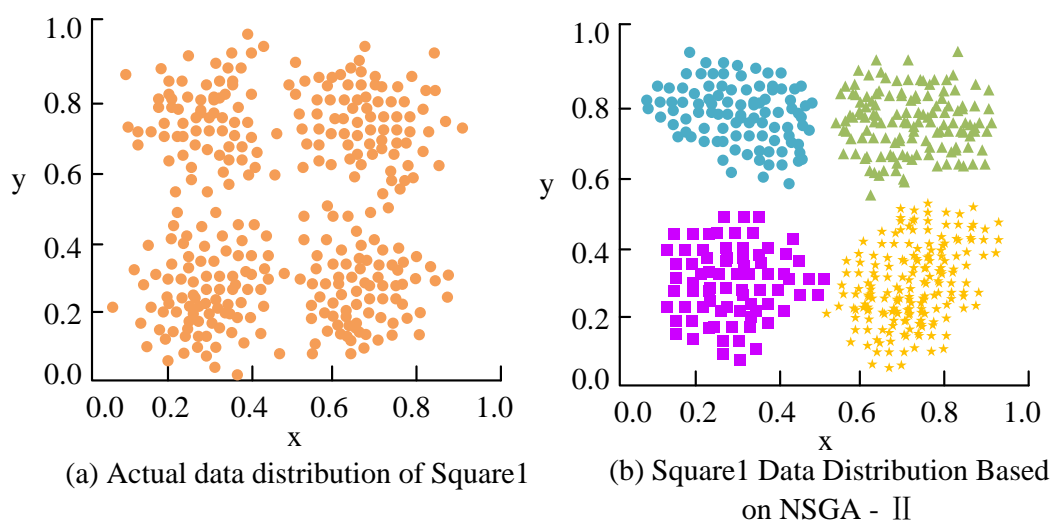 1.0
0.8
y
0.6
0.4
0.2
0.0
0.0 0.2 0.4 0.6 0.8 1.0
x
(a) Actual data distribution of Square1
1.0
0.8
y
0.6
0.4
0.2
0.0
0.0 0.2 0.4 0.6 0.8 1.0
x
(b) Square1 Data Distribution Based
on NSGA - Ⅱ